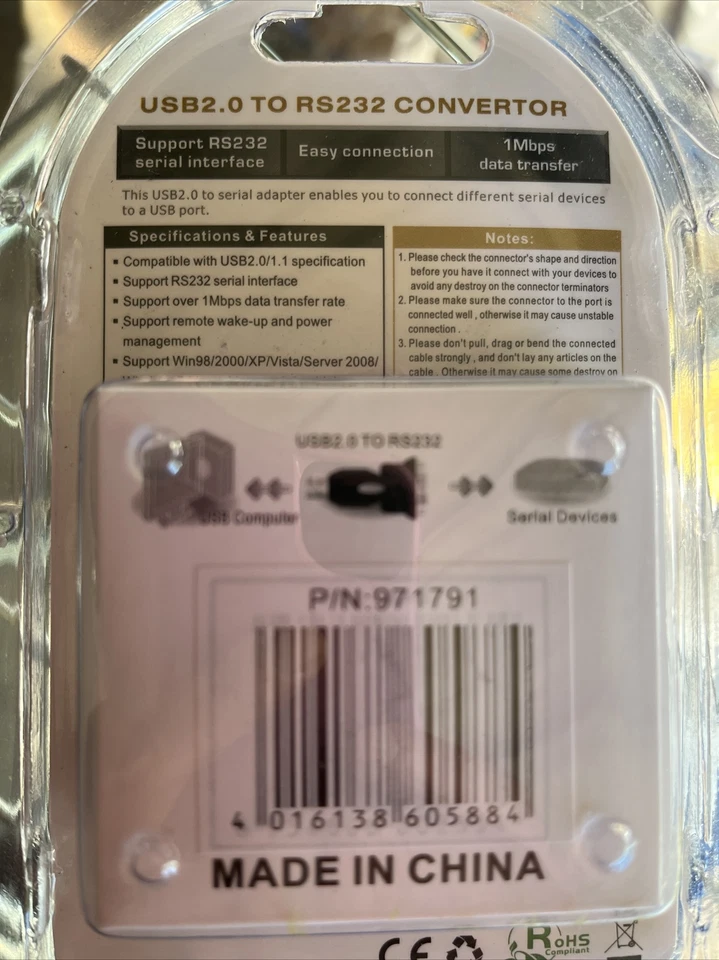 USB2.0 TO RS232 CONVERTOR
Support RS232
serial interface
Easy connection
1Mbps
data transfer
This USB2.0 to serial adapter enables you to connect different serial devices
to a USB port.
Specifications & Features
▪ Compatible with USB2.0/1.1 specification
▪ Support RS232 serial interface
▪ Support over 1Mbps data transfer rate
▪ Support remote wake-up and power
management
▪ Support Win98/2000/XP/Vista/Server 2008/
Notes:
1. Please check the connector's shape and direction
before you have it connect with your devices to
avoid any destroy on the connector terminators
2. Please make sure the connector to the port is
connected well , otherwise it may cause unstable
connection .
3. Please don't pull, drag or bend the connected
cable strongly , and don't lay any articles on the
cable . Otherwise it may cause some destroy on
USB2.0 TO RS232
USB Computer
Serial Devices
P/N:971791
4 016138 605884
MADE IN CHINA
CE
RoHS
Compliant